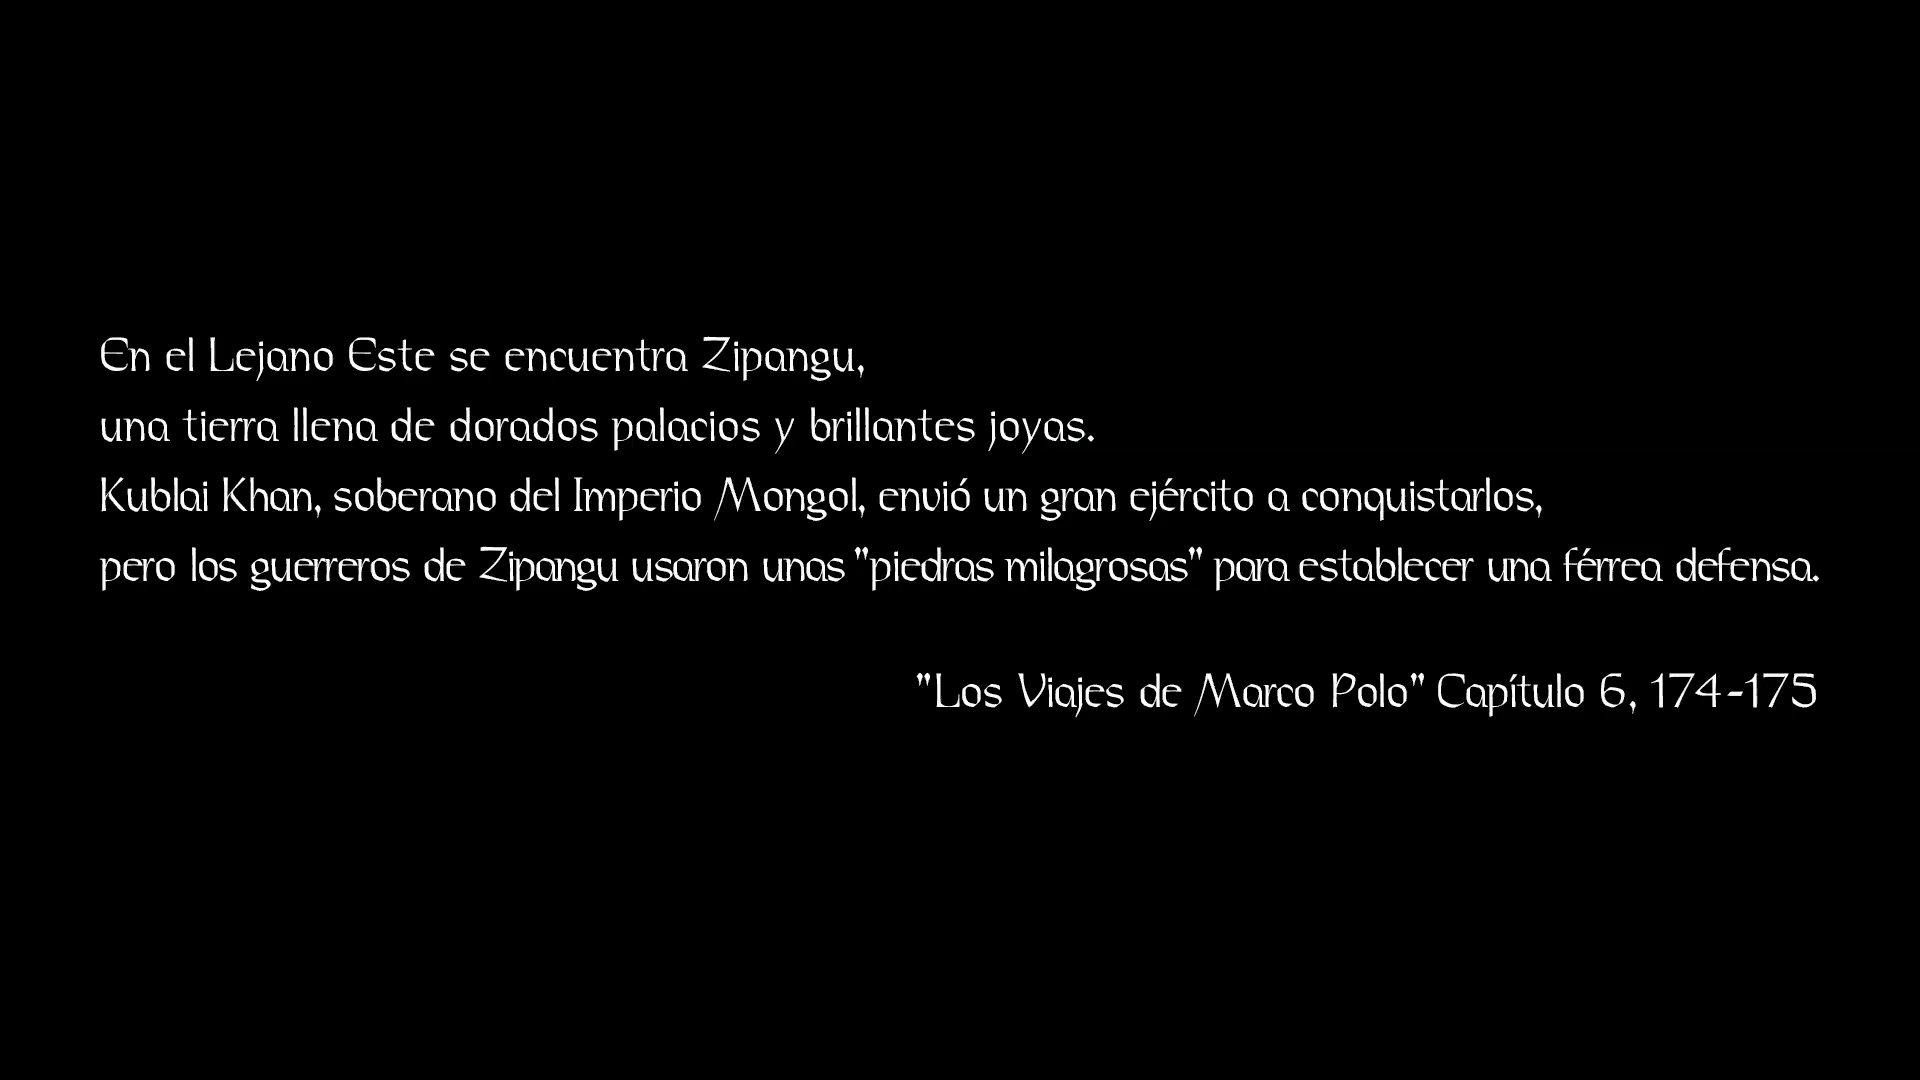 En el Lejano Este se encuentra Zipangu,
una tierra llena de dorados palacios y brillantes joyas.
Kublai Khan, soberano del Imperio Mongol, envió un gran ejército a conquistarlos,
pero los guerreros de Zipangu usaron unas "piedras milagrosas" para establecer una férrea defensa.
"Los Viajes de Marco Polo" Capítulo 6, 174-175